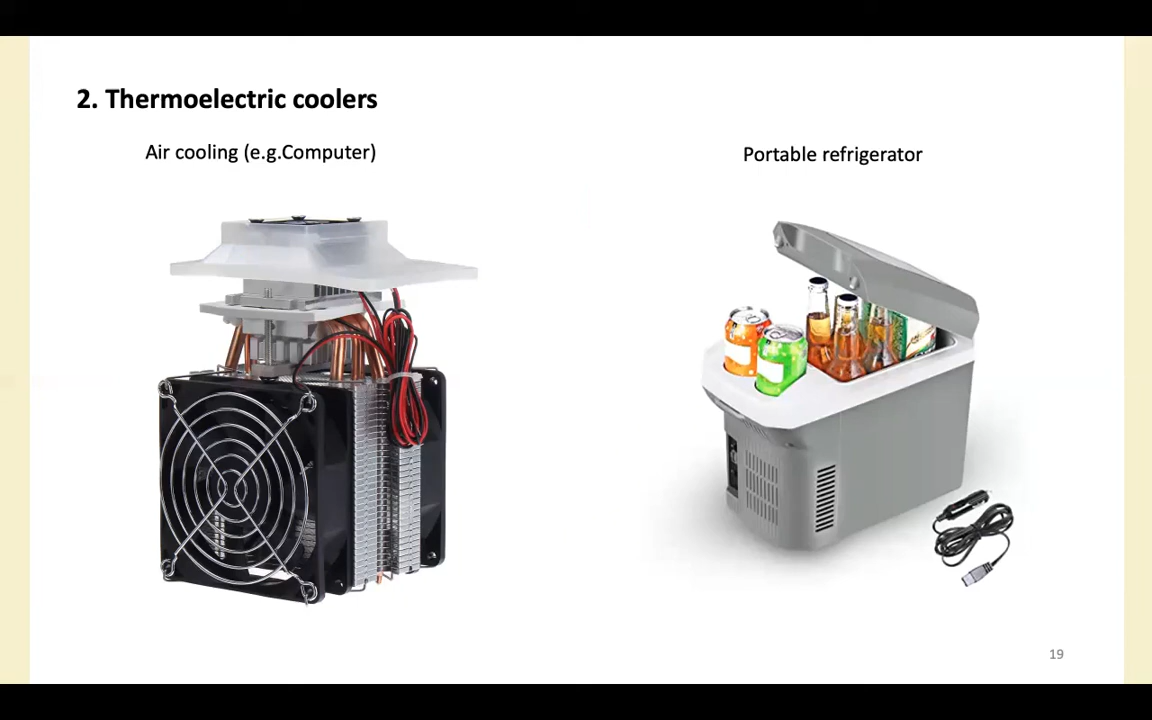 2. Thermoelectric coolers
Air cooling (e.g.Computer)
Portable refrigerator
19